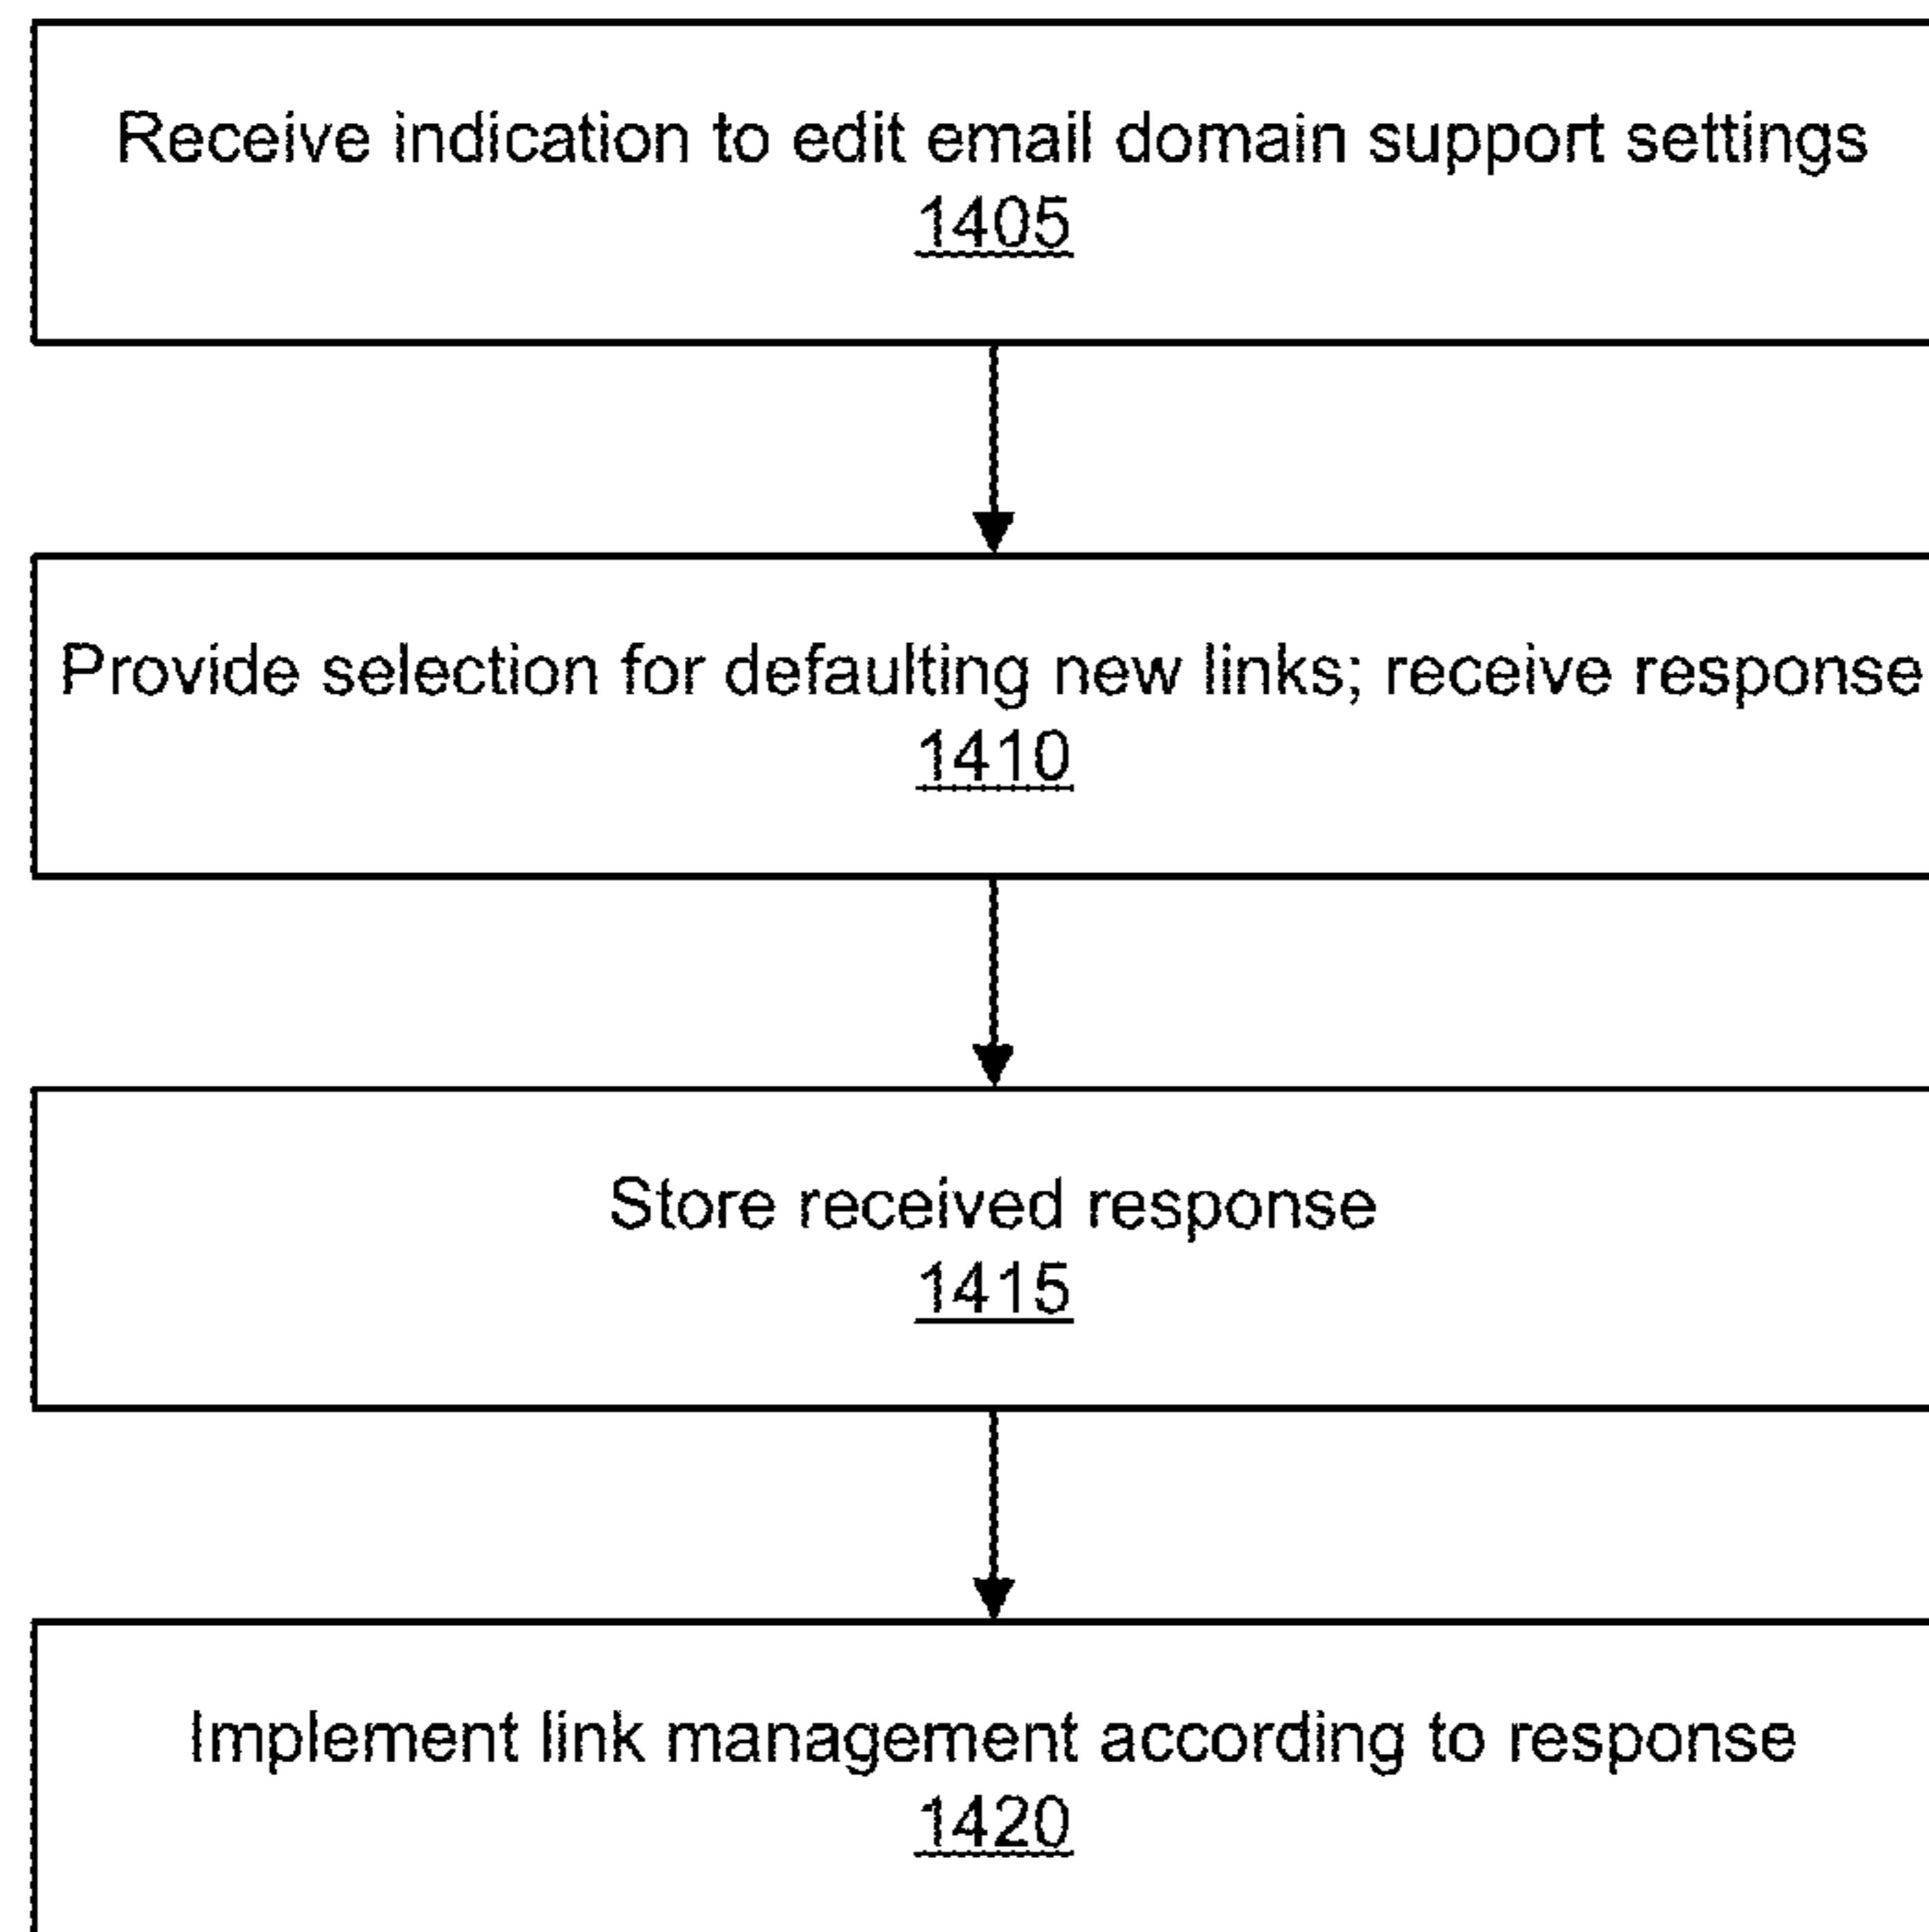 Receive indication to edit email domain support settings
1405
Provide selection for defaulting new links; receive response
1410
Store received response
1415
Implement link management according to response
1420